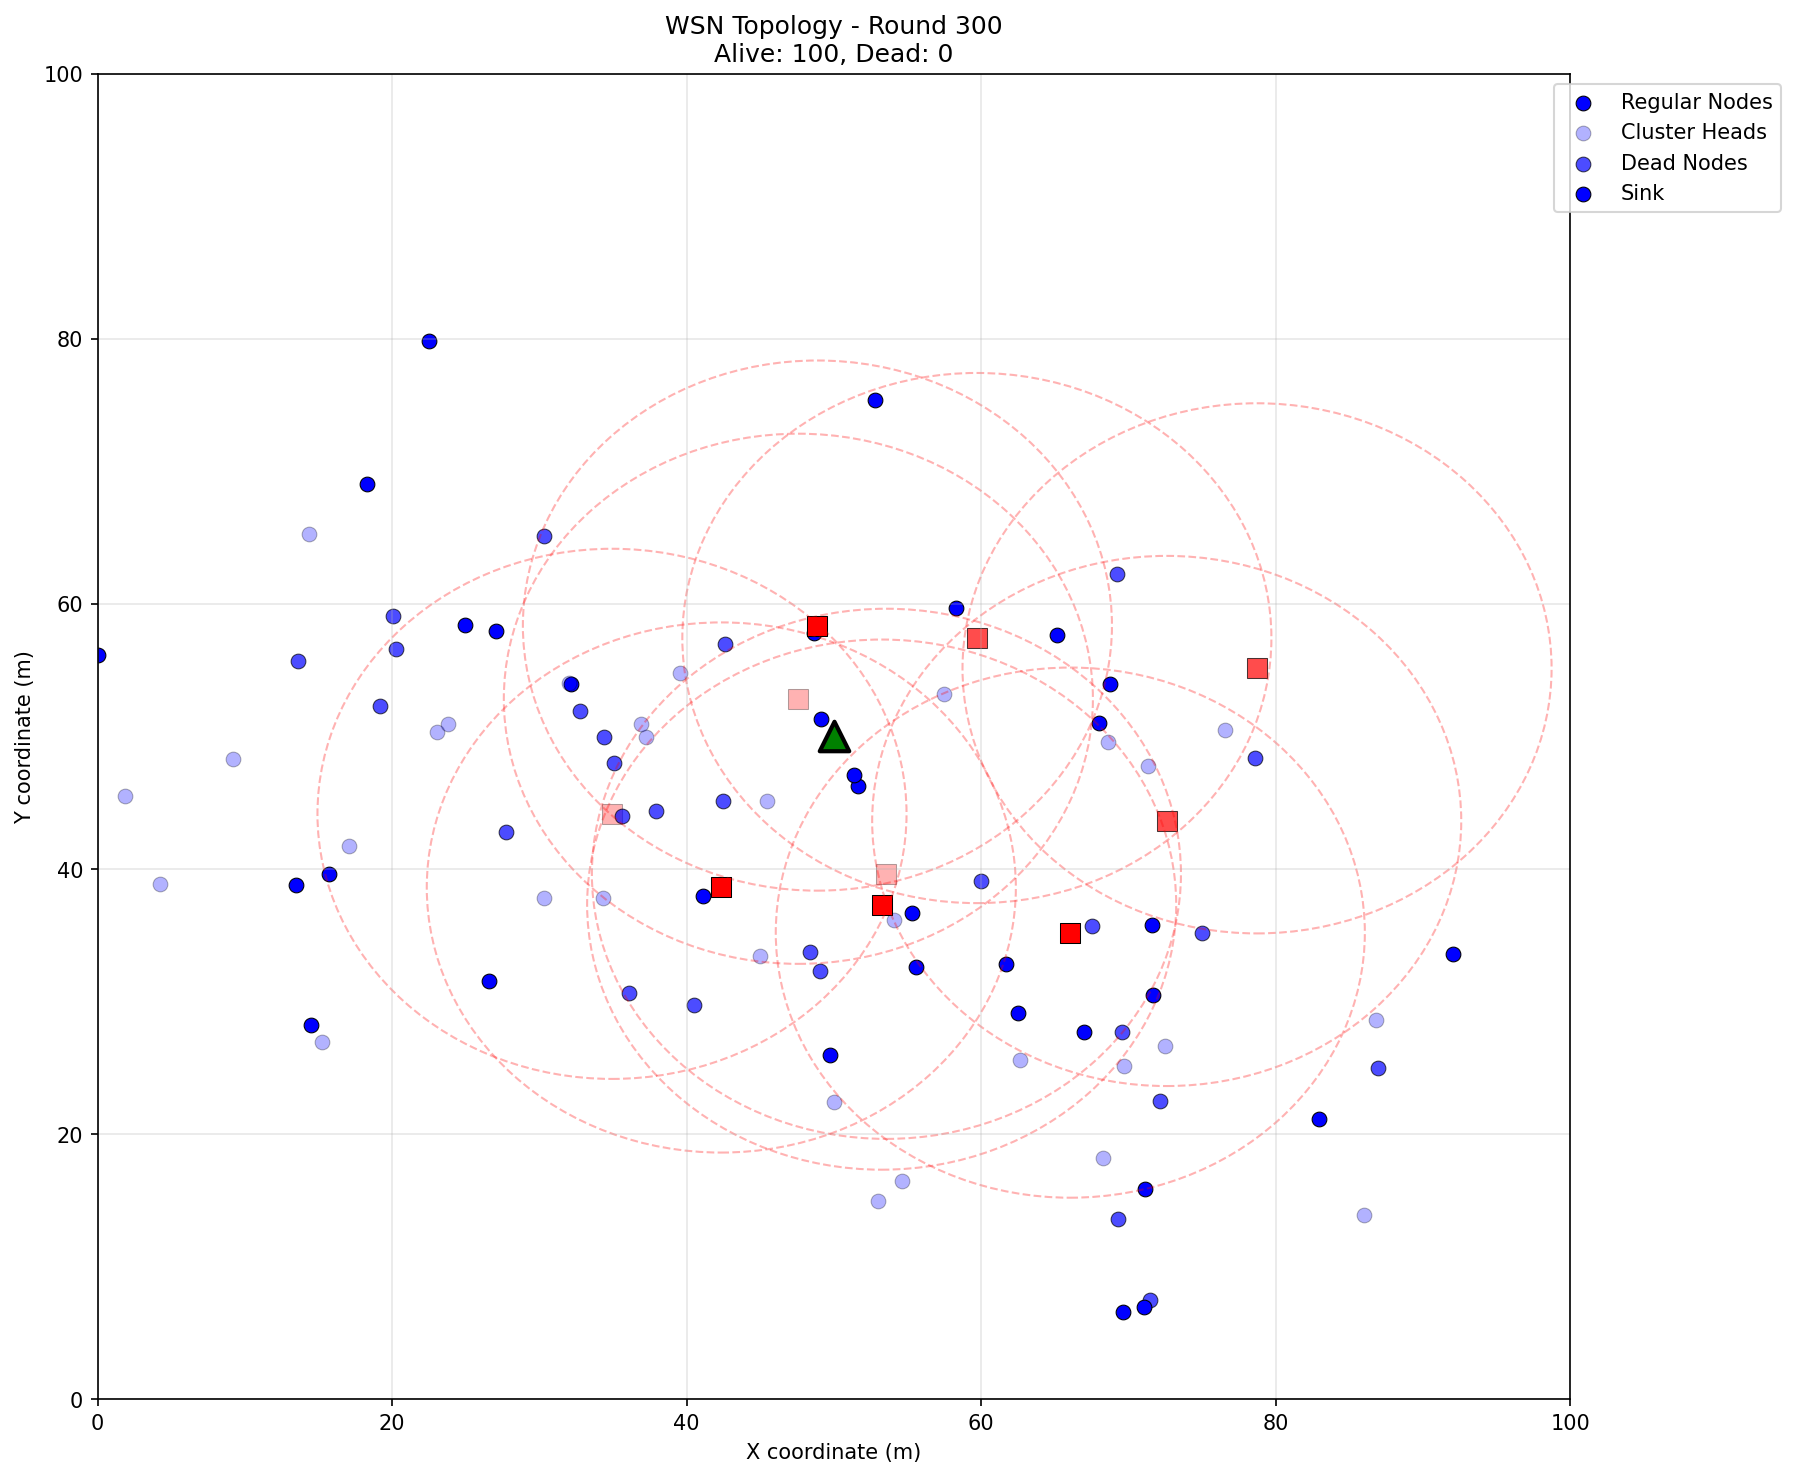 WSN Topology - Round 300
Alive: 100, Dead: 0
Regular Nodes
Cluster Heads
Dead Nodes
Sink
Y coordinate (m)
100
80
60
40
20
0
0 20 40 60 80 100
X coordinate (m)